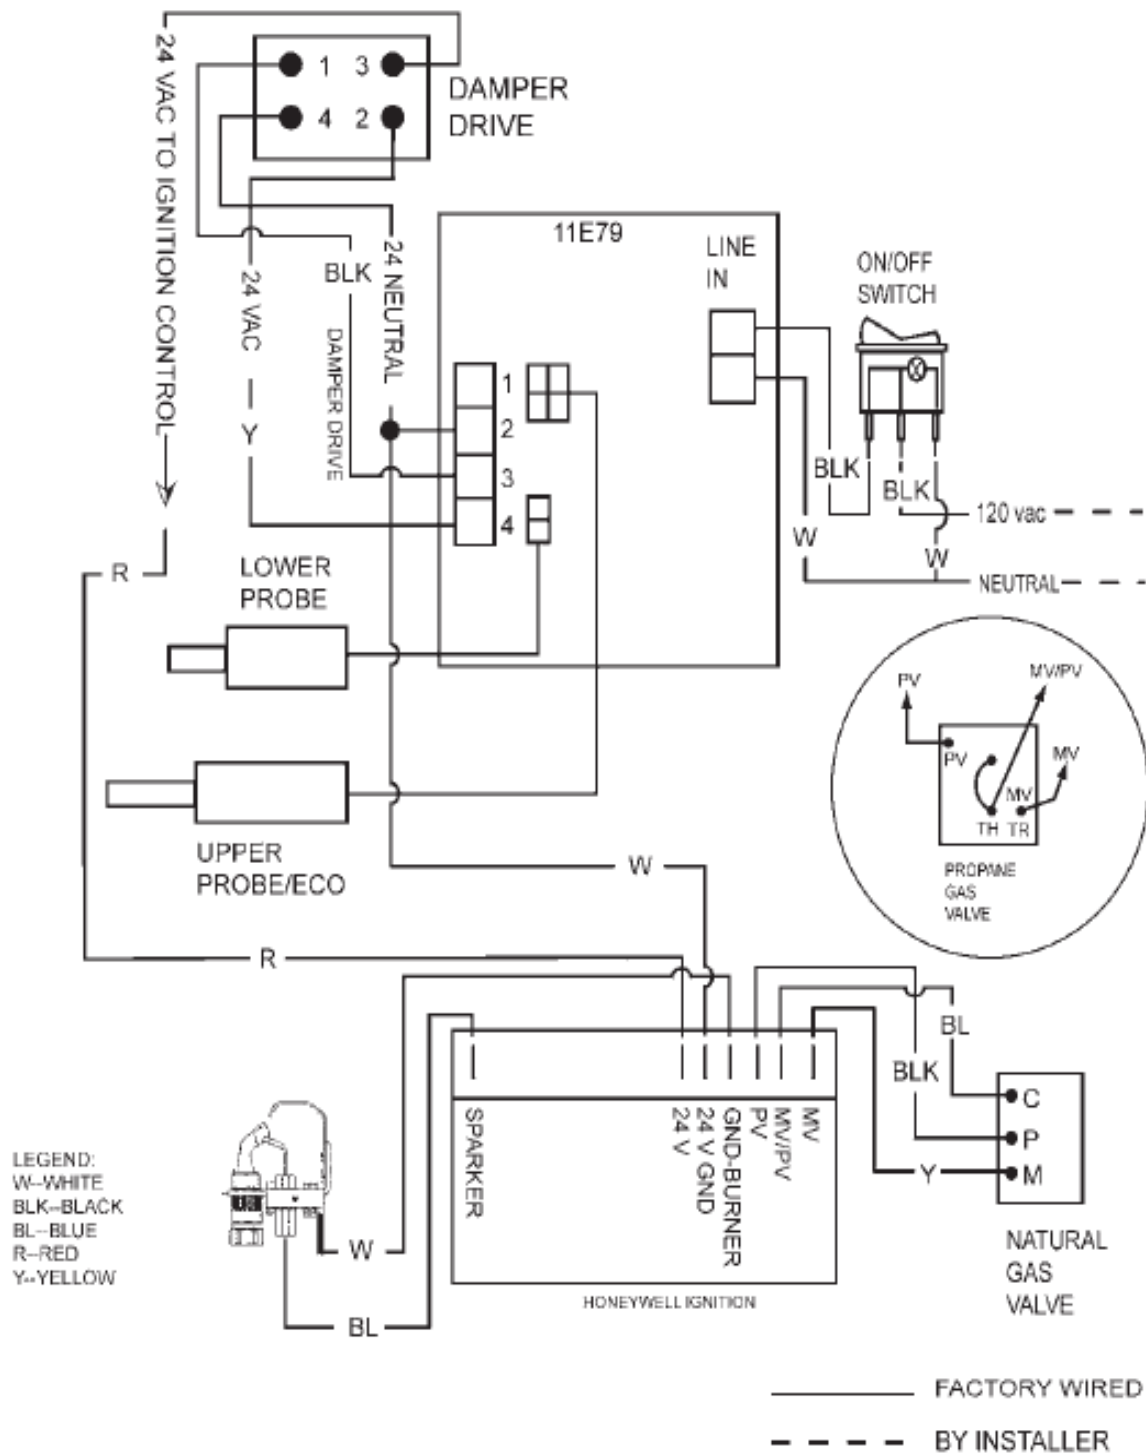 24 VAC TO IGNITION CONTROL
1 3
4 2
DAMPER
DRIVE
11E79
LINE
IN
ON/OFF
SWITCH
BLK
24 NEUTRAL
24 VAC
DAMPER DRIVE
Y
1
2
3
4
BLK
BLK
120 vac
W
W
NEUTRAL
R
LOWER
PROBE
UPPER
PROBE/ECO
PV
MV/PV
MV
PV
MV
TH TR
PROPANE
GAS
VALVE
W
R
BL
BLK
Y
C
P
M
NATURAL
GAS
VALVE
SPARKER
24 V
24 V GND
GND-BURNER
PV
MV/PV
MV
HONEYWELL IGNITION
W
BL
LEGEND:
W--WHITE
BLK--BLACK
BL--BLUE
R--RED
Y--YELLOW
FACTORY WIRED
BY INSTALLER